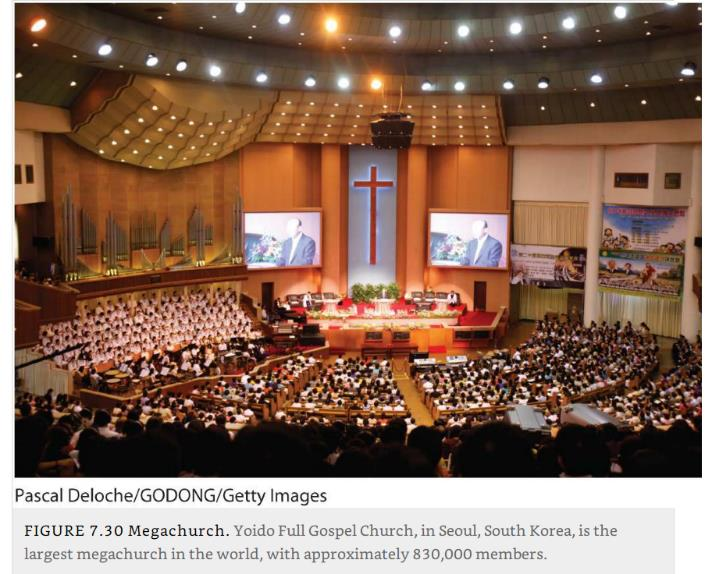 Pascal Deloche/GODONG/Getty Images
FIGURE 7.30 Megachurch. Yoido Full Gospel Church, in Seoul, South Korea, is the
largest megachurch in the world, with approximately 830,000 members.